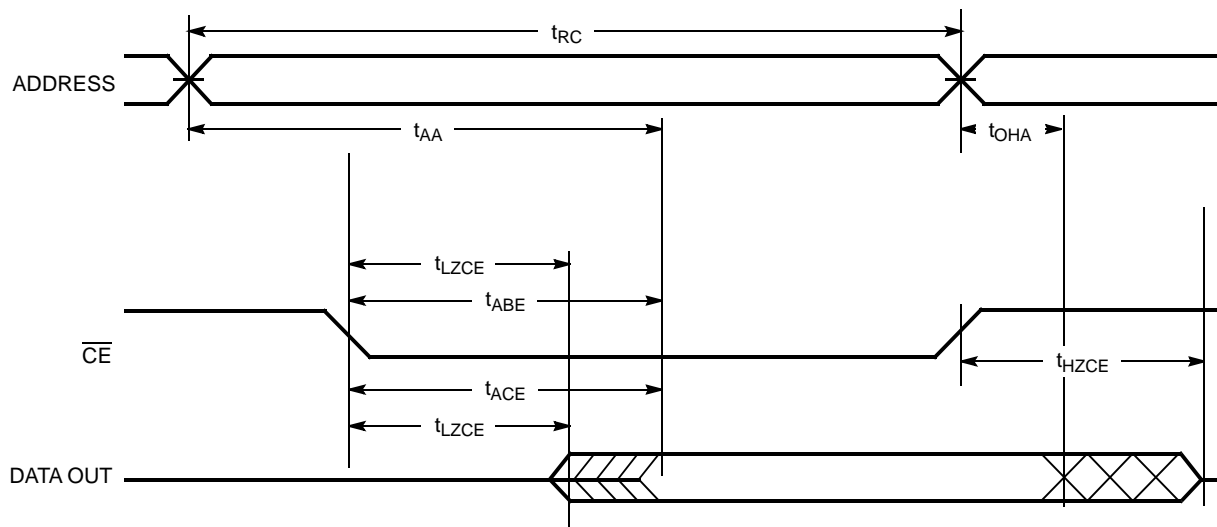 tRC
ADDRESS
tAA
tOHA
tLZCE
tABE
CE
tHZCE
tACE
tLZCE
DATA OUT